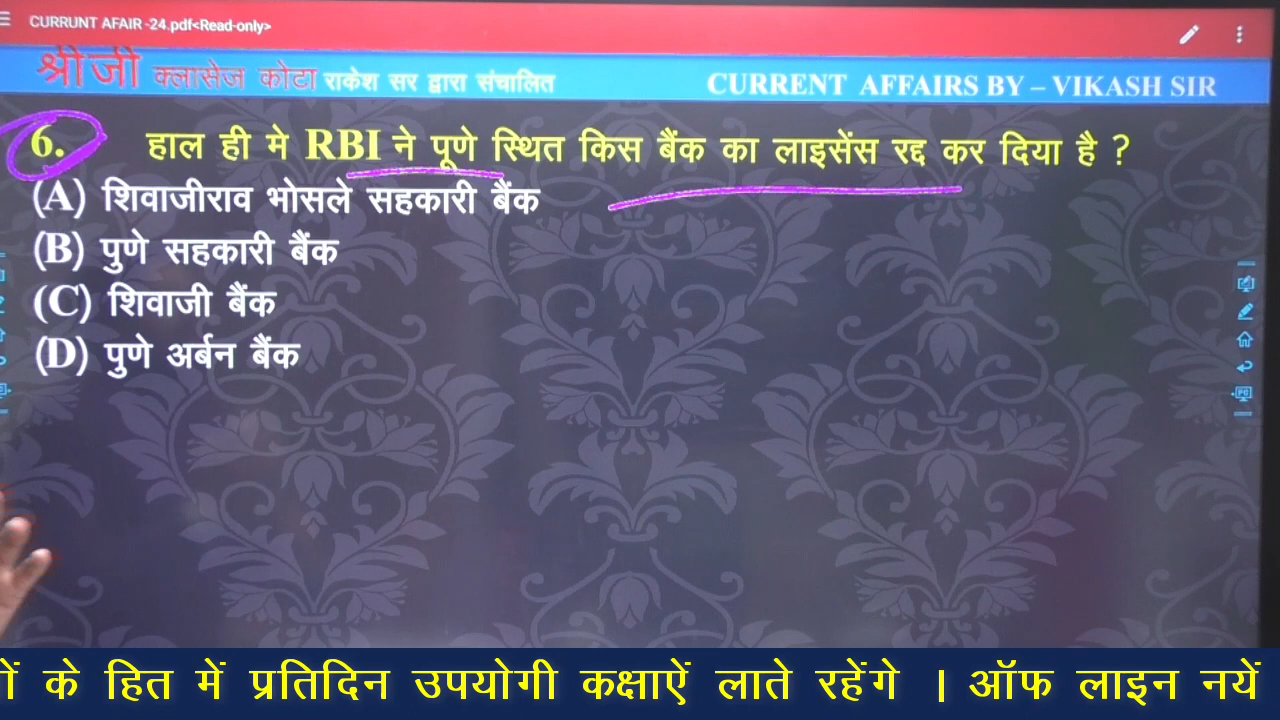 CURRUNT AFAIR -24.pdf<Read-only>
श्रीजी क्लासेज कोटा राकेश सर द्वारा संचालित CURRENT AFFAIRS BY – VIKASH SIR
6. हाल ही मे RBI ने पूणे स्थित किस बैंक का लाइसेंस रद्द कर दिया है ?
(A) शिवाजीराव भोसले सहकारी बैंक
(B) पुणे सहकारी बैंक
(C) शिवाजी बैंक
(D) पुणे अर्बन बैंक
के हित में प्रतिदिन उपयोगी कक्षाऐं लाते रहेंगे । ऑफ लाइन नयें